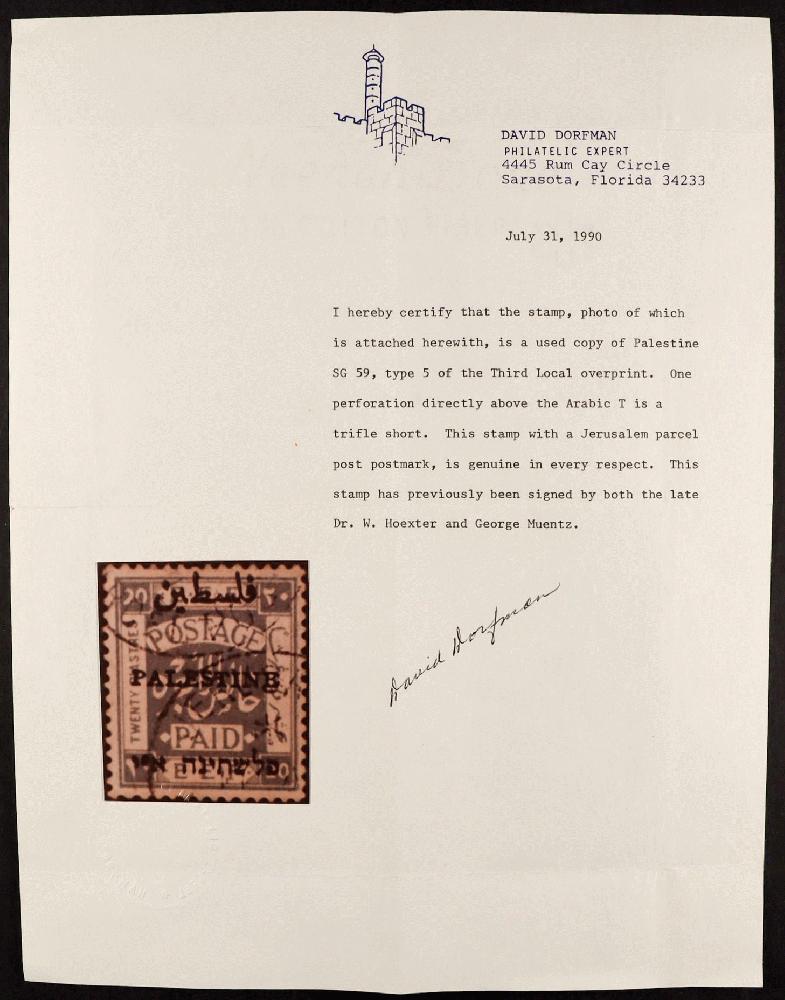 DAVID DORFMAN
PHILATELIC EXPERT
4445 Rum Cay Circle
Sarasota, Florida 34233
July 31, 1990
I hereby certify that the stamp, photo of which
is attached herewith, is a used copy of Palestine
SG 59, type 5 of the Third Local overprint. One
perforation directly above the Arabic T is a
trifle short. This stamp with a Jerusalem parcel
post postmark, is genuine in every respect. This
stamp has previously been signed by both the late
Dr. W. Hoexter and George Muentz.
David Dorfman
فلسطين
20 E.E.F. ٢٠
POSTAGE
TWENTY PIASTRES
PALESTINE
PAID
פלשתינה א״י